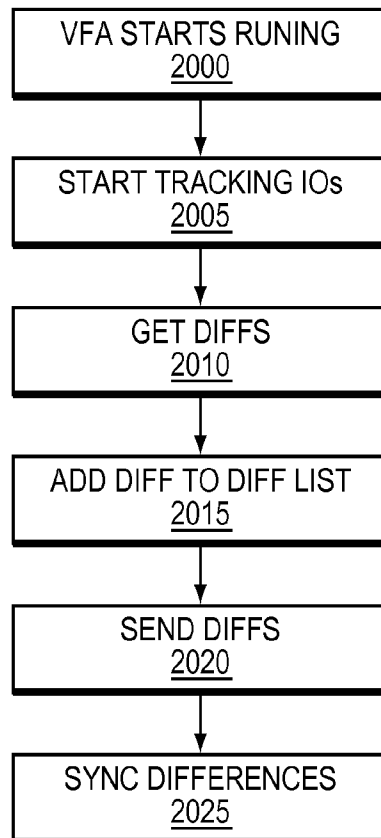 VFA STARTS RUNING
2000
START TRACKING IOs
2005
GET DIFFS
2010
ADD DIFF TO DIFF LIST
2015
SEND DIFFS
2020
SYNC DIFFERENCES
2025